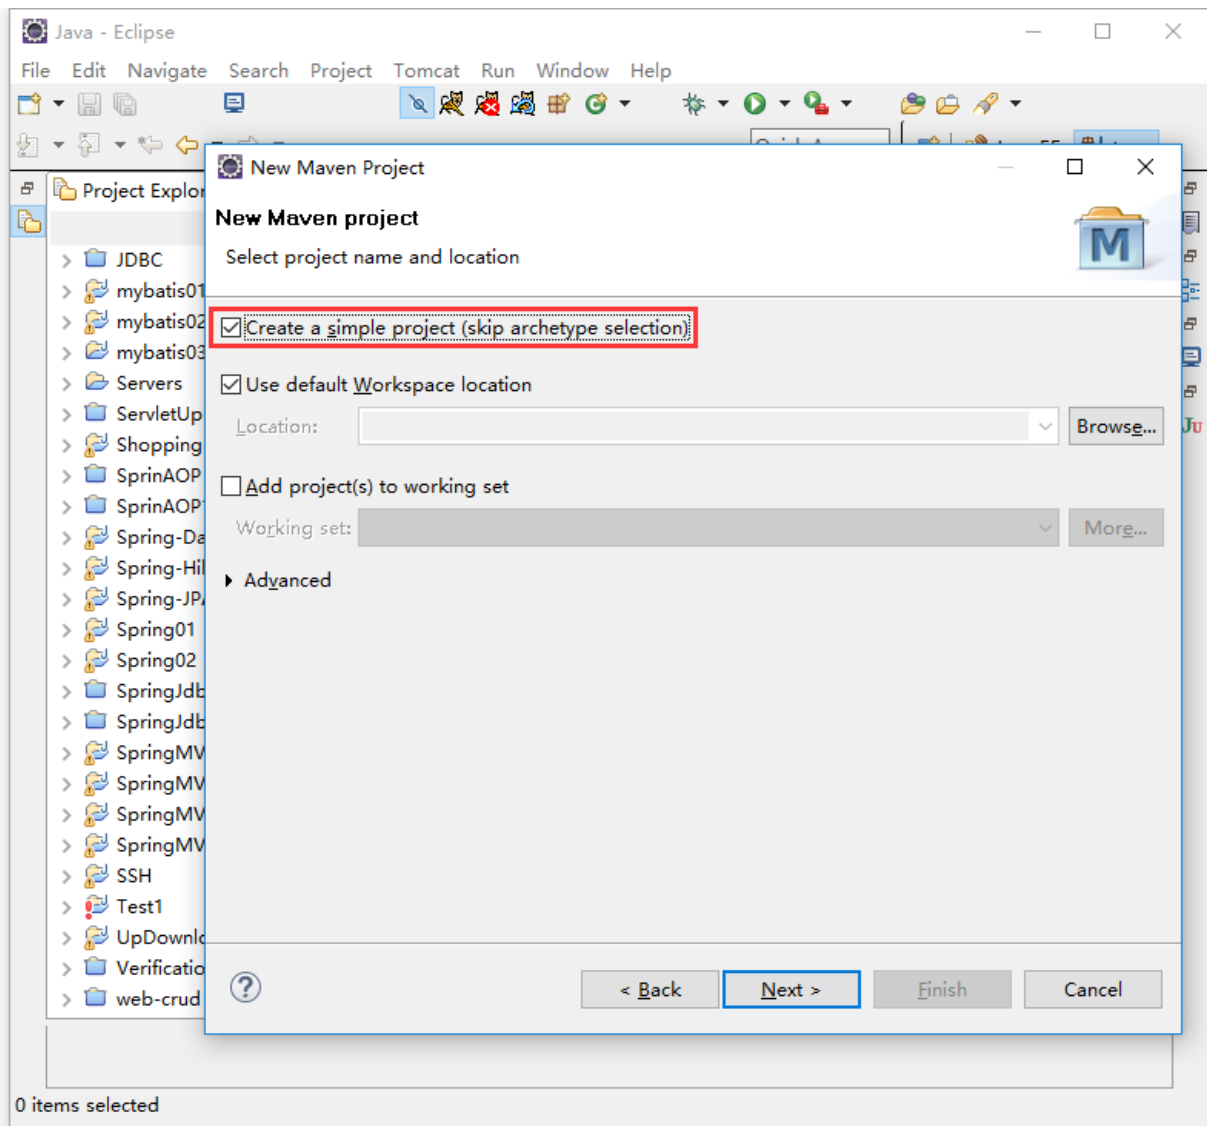 Java - Eclipse
File Edit Navigate Search Project Tomcat Run Window Help
New Maven Project
Project Explor
New Maven project
Select project name and location
M
JDBC
mybatis01
mybatis02
mybatis03
Servers
ServletUp
Shopping
SprinAOP
SprinAOP
Spring-Da
Spring-Hil
Spring-JP
Spring01
Spring02
SpringJdb
SpringJdb
SpringMV
SpringMV
SpringMV
SpringMV
SSH
Test1
UpDownlo
Verificatio
web-crud
Create a simple project (skip archetype selection)
Use default Workspace location
Location:
Browse...
Add project(s) to working set
Working set:
More...
Advanced
?
< Back
Next >
Finish
Cancel
Ju
0 items selected